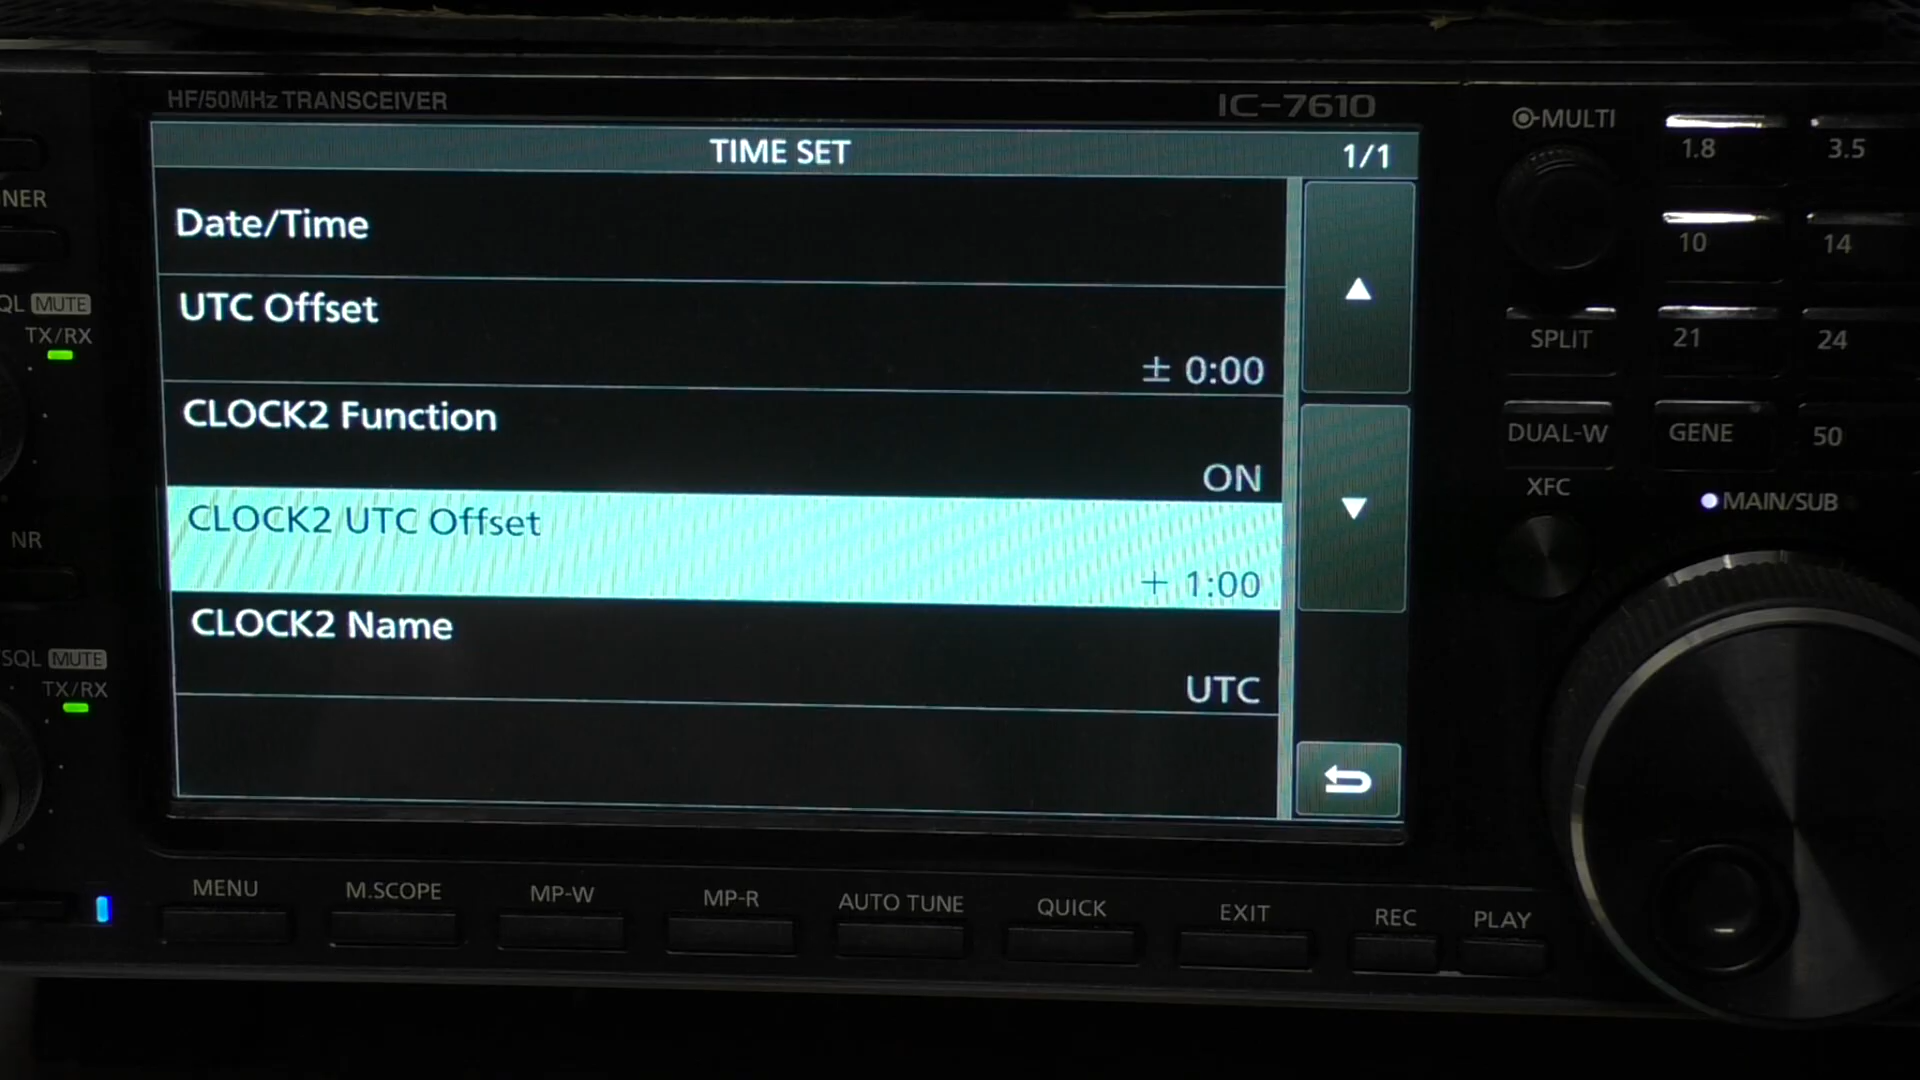 HF/50MHz TRANSCEIVER
IC-7610
TIME SET
1/1
Date/Time
UTC Offset
± 0:00
CLOCK2 Function
ON
CLOCK2 UTC Offset
+ 1:00
CLOCK2 Name
UTC
NER
QL MUTE
TX/RX
NR
SQL MUTE
TX/RX
MULTI
1.8
3.5
10
14
SPLIT
21
24
DUAL-W
GENE
50
XFC
MAIN/SUB
MENU
M.SCOPE
MP-W
MP-R
AUTO TUNE
QUICK
EXIT
REC
PLAY